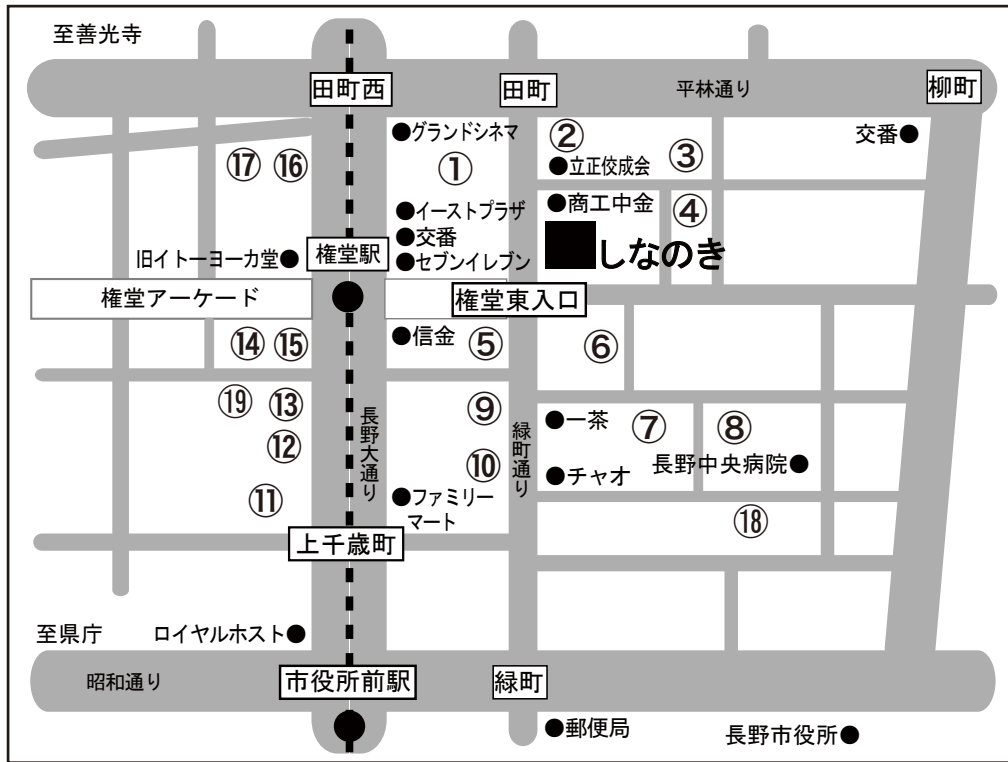 至善光寺
田町西
田町
平林通り
柳町
●グランドシネマ
②
交番●
⑰
⑯
①
●立正佼成会
③
●イーストプラザ
●商工中金
④
●交番
■しなのき
旧イトーヨーカ堂●
権堂駅
●セブンイレブン
権堂アーケード
権堂東入口
⑭
⑮
●信金
⑤
⑥
⑲
⑬
長野大通り
⑨
緑町通り
●一茶
⑦
⑧
⑫
⑩
●チャオ
長野中央病院●
⑪
●ファミリー
マート
⑱
上千歳町
至県庁
ロイヤルホスト●
昭和通り
市役所前駅
緑町
●郵便局
長野市役所●